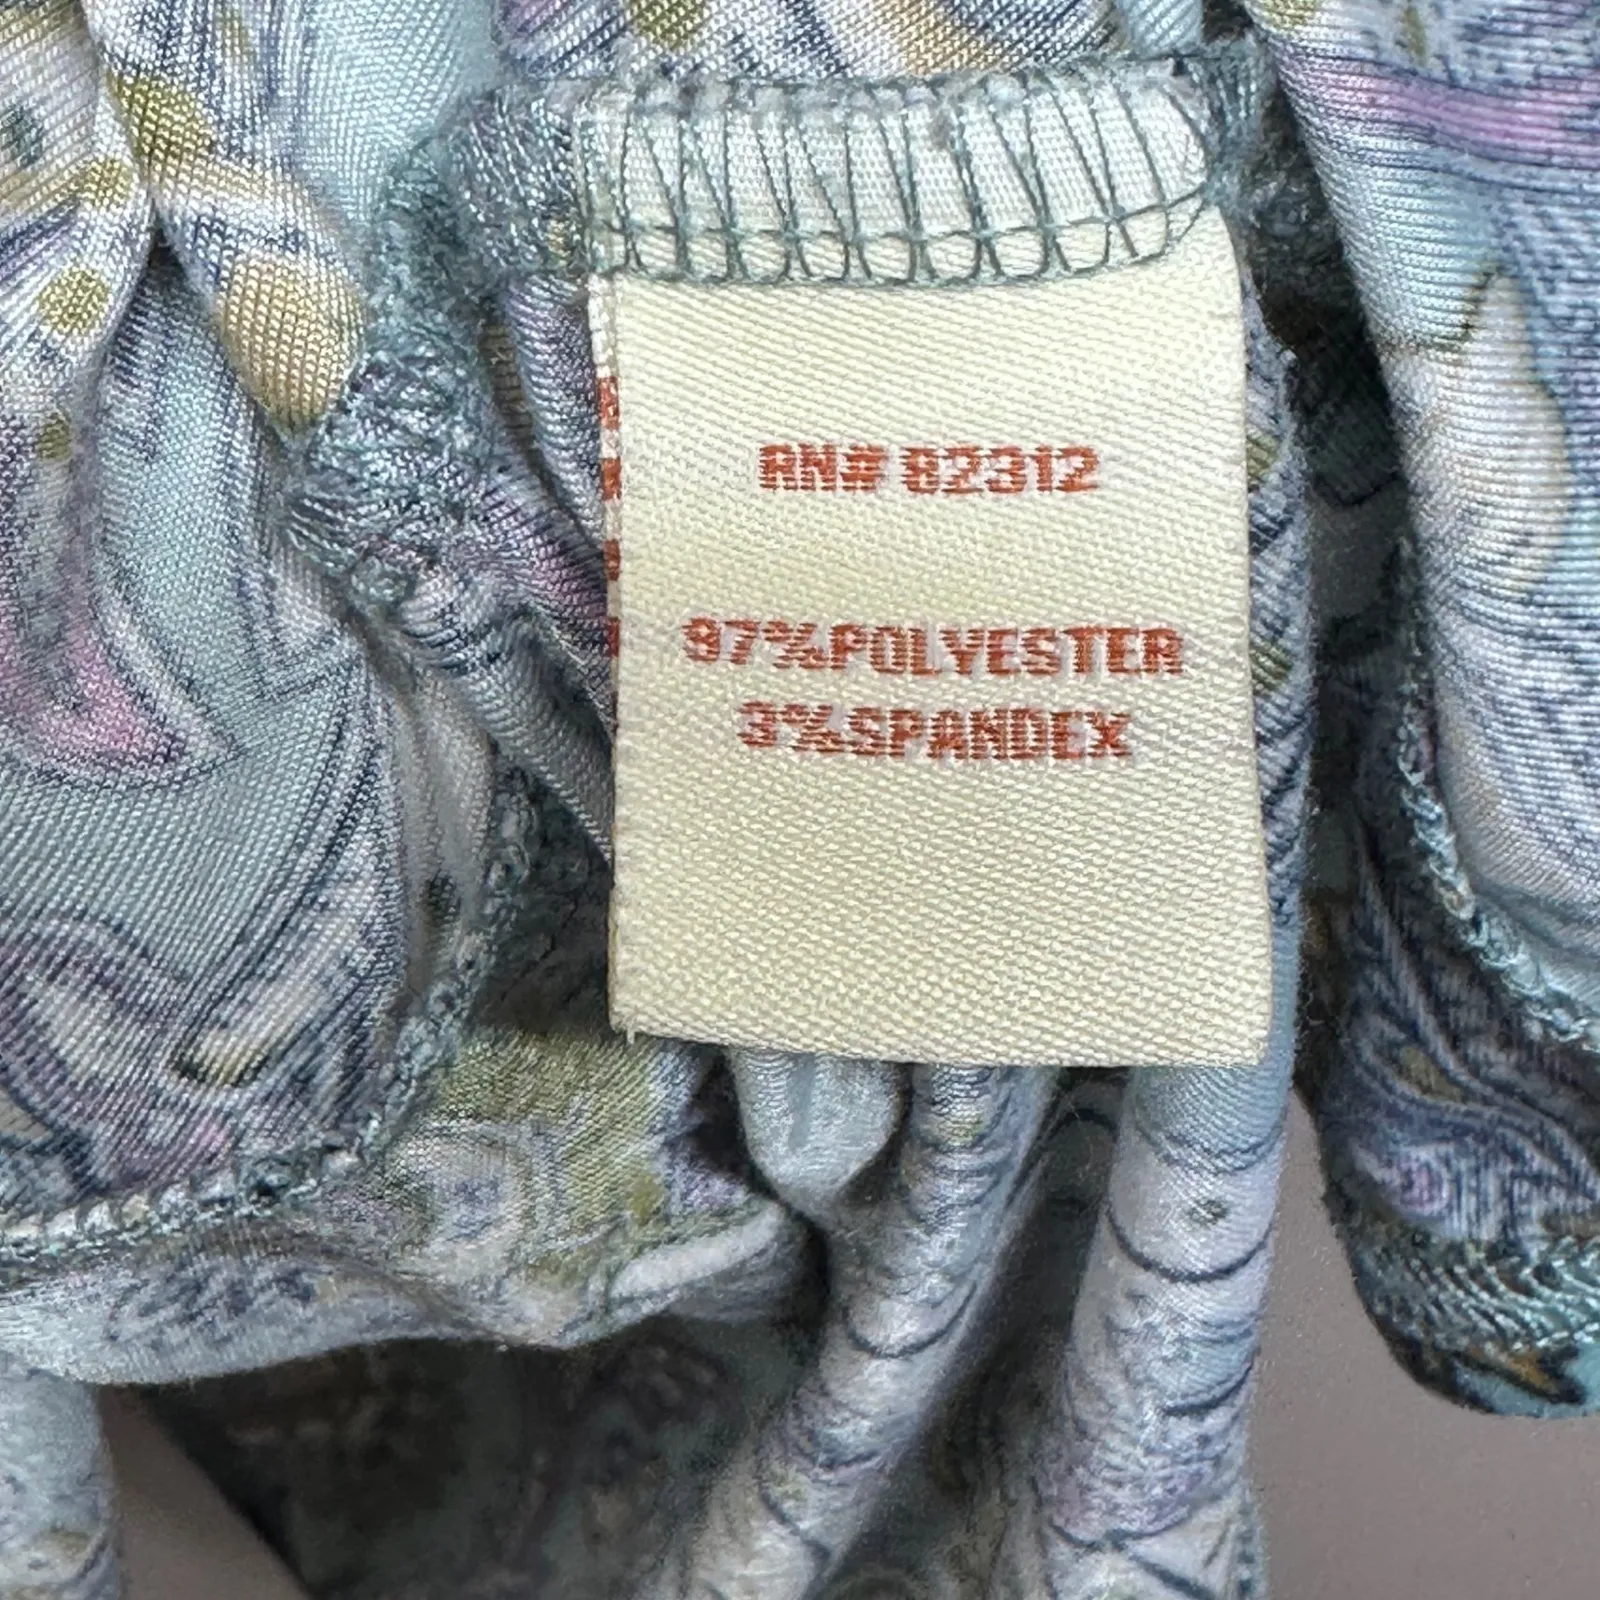 RN# 82312
97%POLYESTER
3%SPANDEX